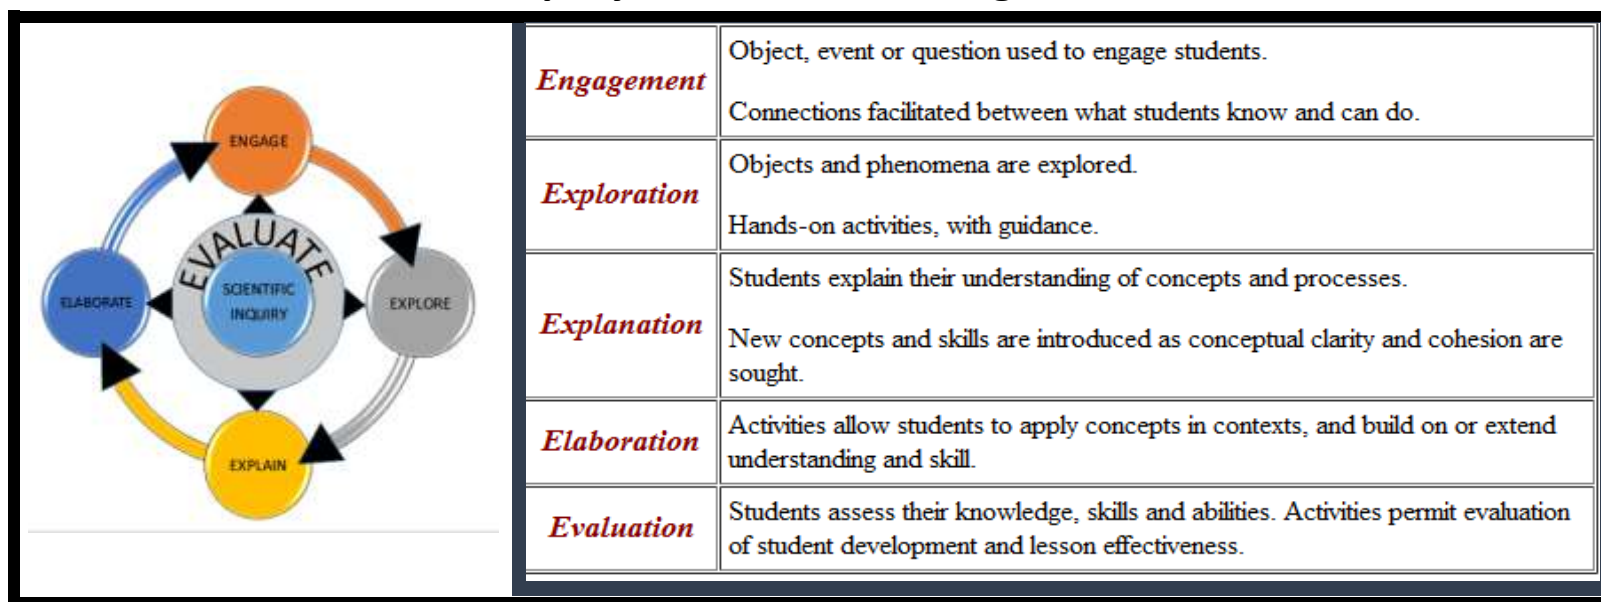 ENGAGE
EVALUATE
ELABORATE
SCIENTIFIC
INQUIRY
EXPLORE
EXPLAIN
Engagement
Object, event or question used to engage students.
Connections facilitated between what students know and can do.
Exploration
Objects and phenomena are explored.
Hands-on activities, with guidance.
Explanation
Students explain their understanding of concepts and processes.
New concepts and skills are introduced as conceptual clarity and cohesion are
sought.
Elaboration
Activities allow students to apply concepts in contexts, and build on or extend
understanding and skill.
Evaluation
Students assess their knowledge, skills and abilities. Activities permit evaluation
of student development and lesson effectiveness.